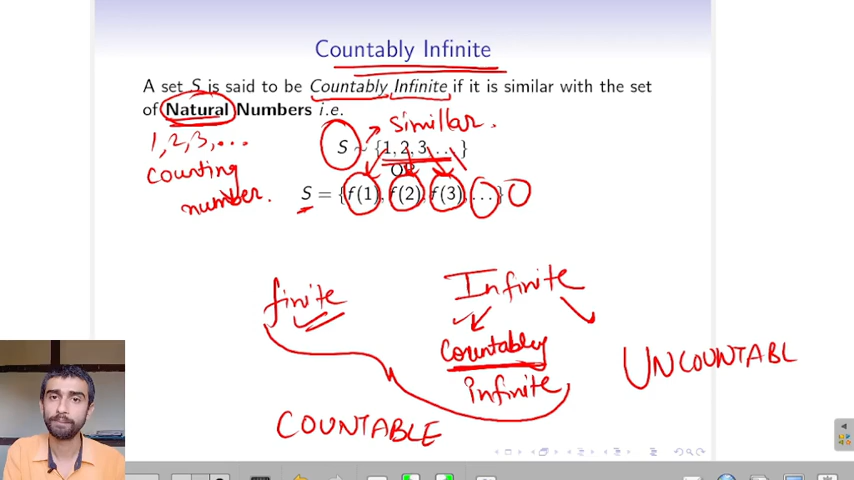 Countably Infinite
A set S is said to be Countably Infinite if it is similar with the set
of Natural Numbers i.e.
simillar.
1, 2, 3, ...
S ~ {1, 2, 3 ... }
counting
OR
number.
S = {f(1), f(2), f(3), ...}
finite
Infinite
Countably
infinite
UNCOUNTABL
COUNTABLE